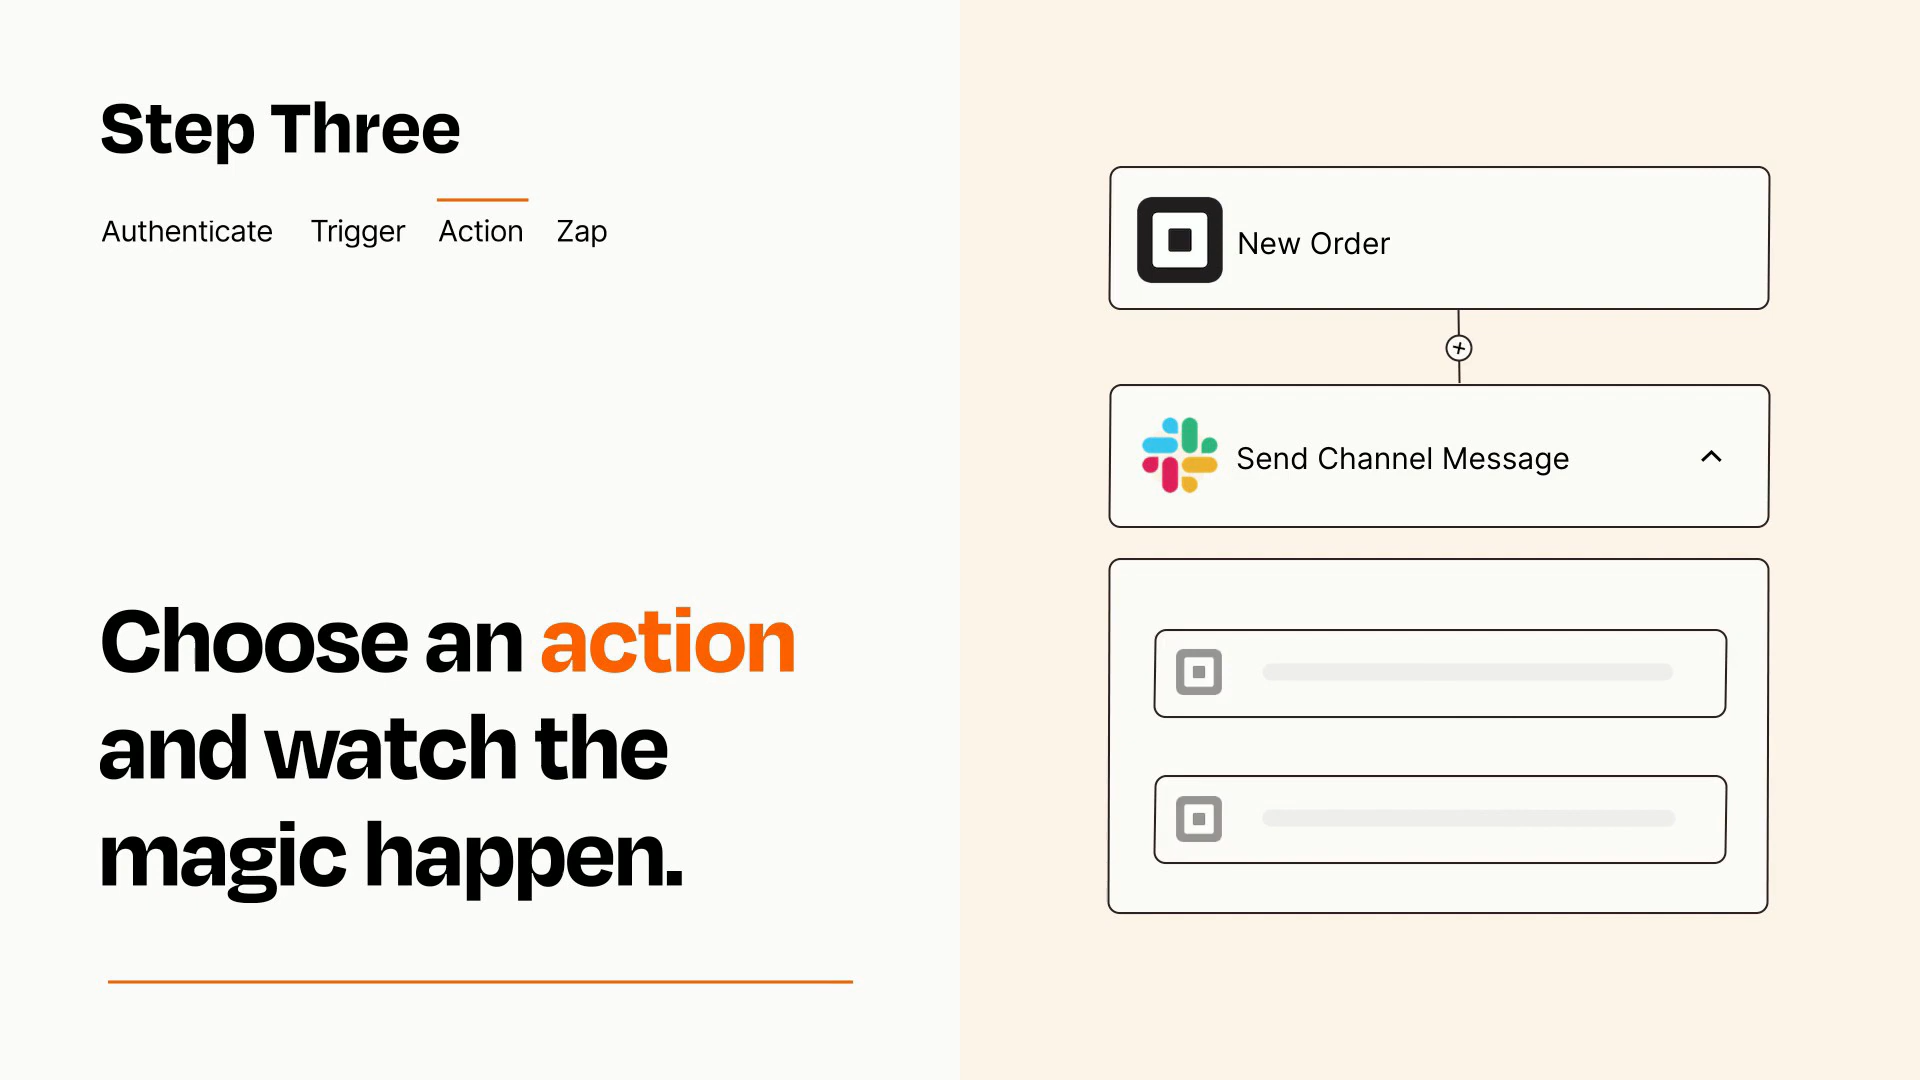 Step Three
Authenticate Trigger Action Zap
Choose an action
and watch the
magic happen.
New Order
Send Channel Message